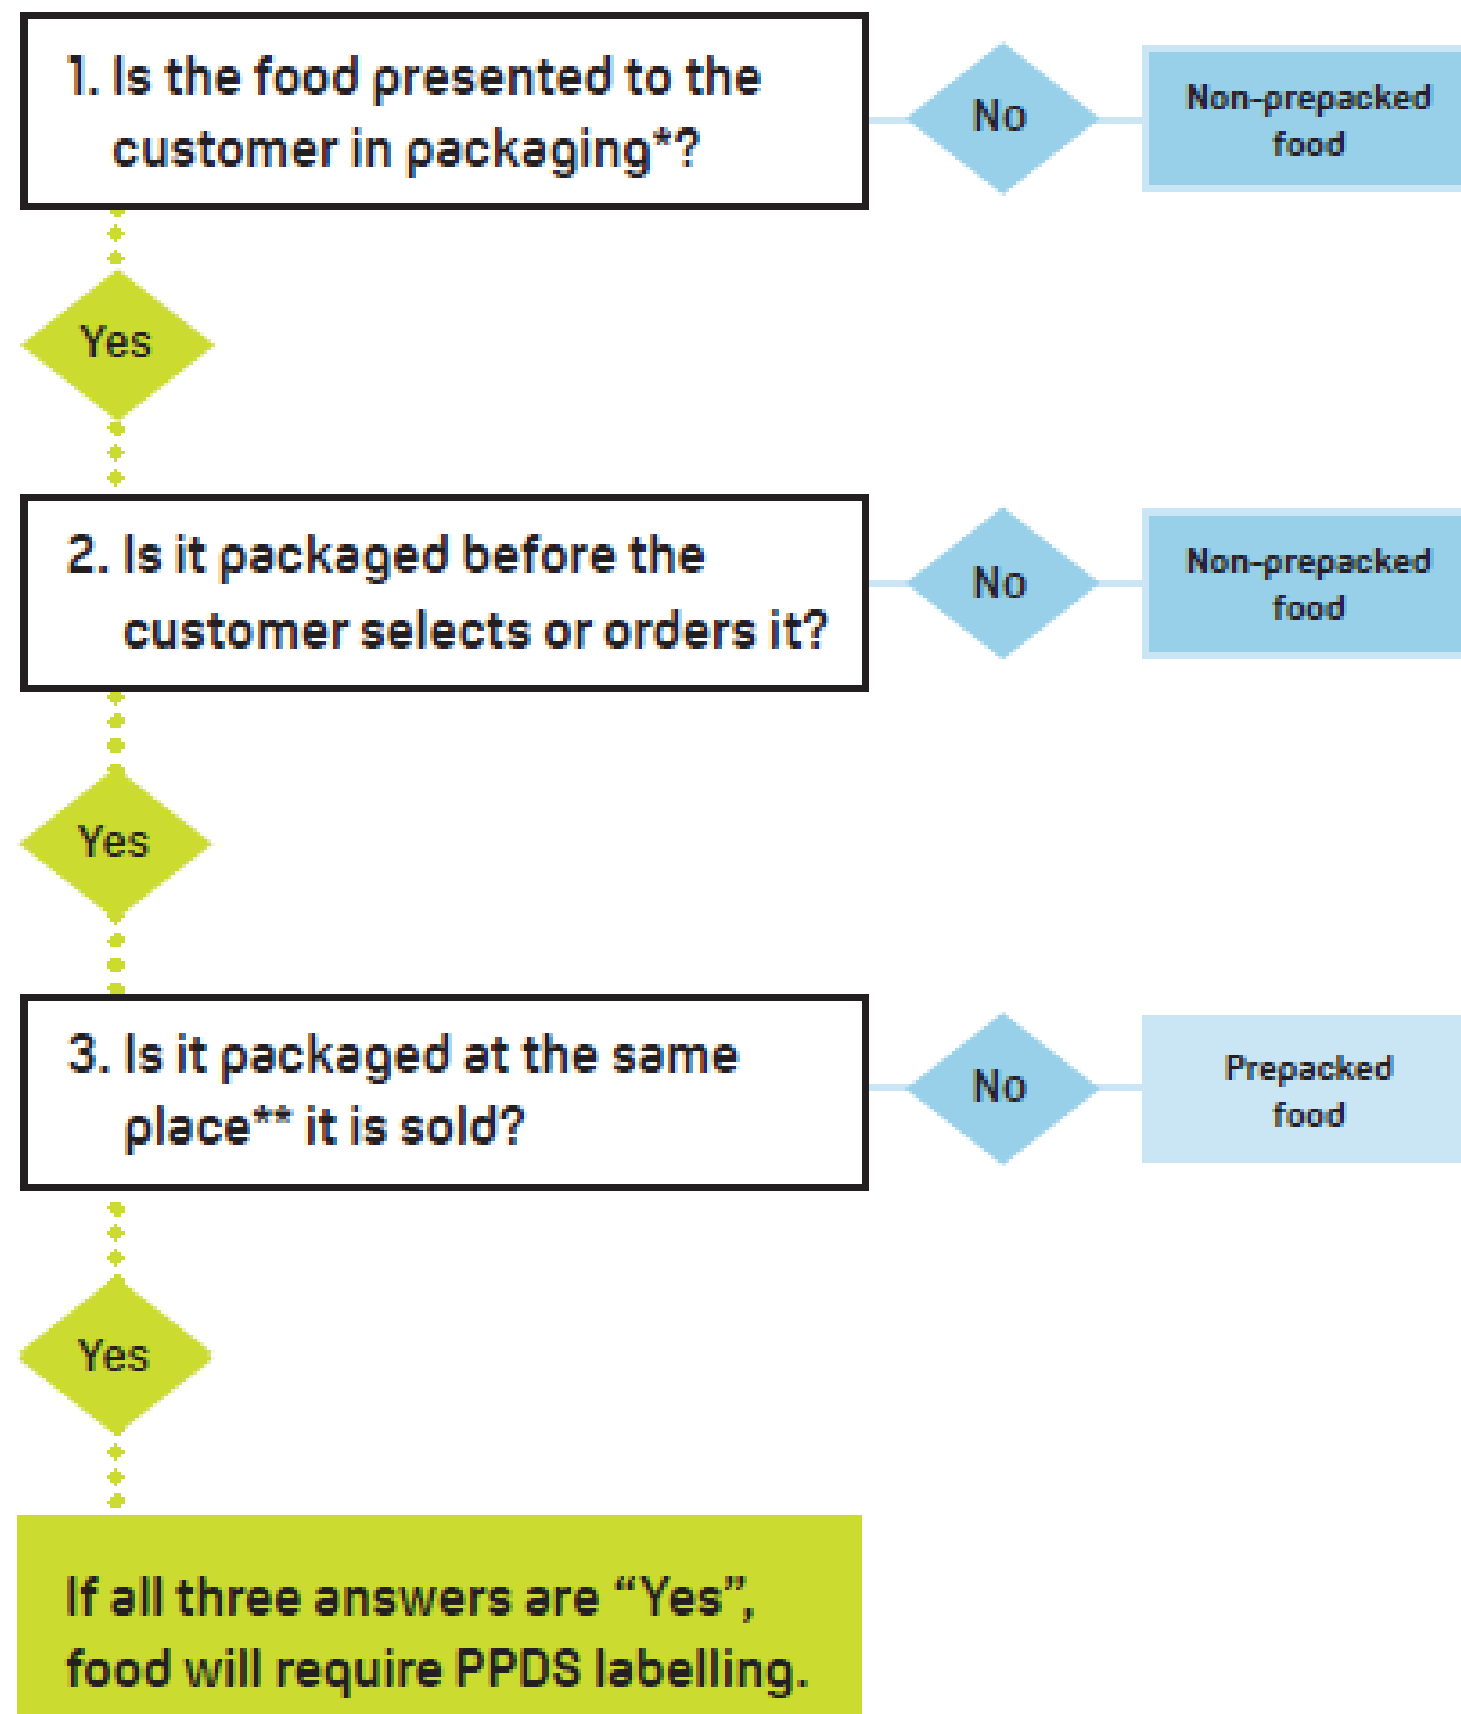 1. Is the food presented to the
customer in packaging*?
No
Non-prepacked
food
Yes
2. Is it packaged before the
customer selects or orders it?
No
Non-prepacked
food
Yes
3. Is it packaged at the same
place** it is sold?
No
Prepacked
food
Yes
If all three answers are “Yes”,
food will require PPDS labelling.